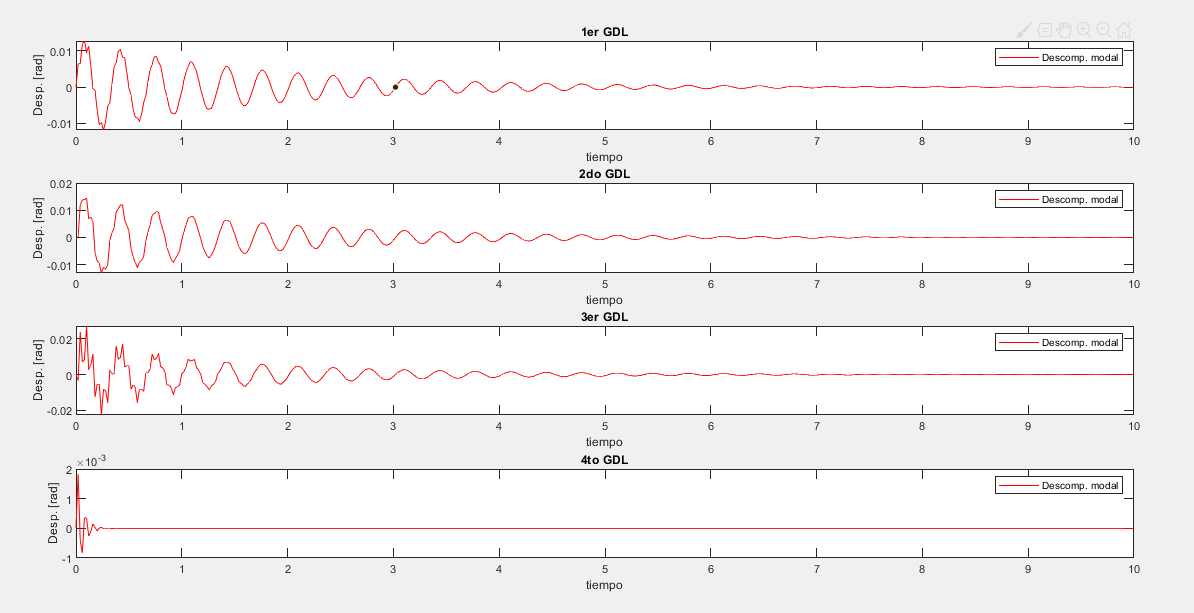 1er GDL
Desp. [rad]
0.01
0
-0.01
Descomp. modal
0 1 2 3 4 5 6 7 8 9 10
tiempo
2do GDL
Desp. [rad]
0.02
0.01
0
-0.01
Descomp. modal
0 1 2 3 4 5 6 7 8 9 10
tiempo
3er GDL
Desp. [rad]
0.02
0
-0.02
Descomp. modal
0 1 2 3 4 5 6 7 8 9 10
tiempo
4to GDL
×10-3
Desp. [rad]
2
1
0
-1
Descomp. modal
0 1 2 3 4 5 6 7 8 9 10
tiempo